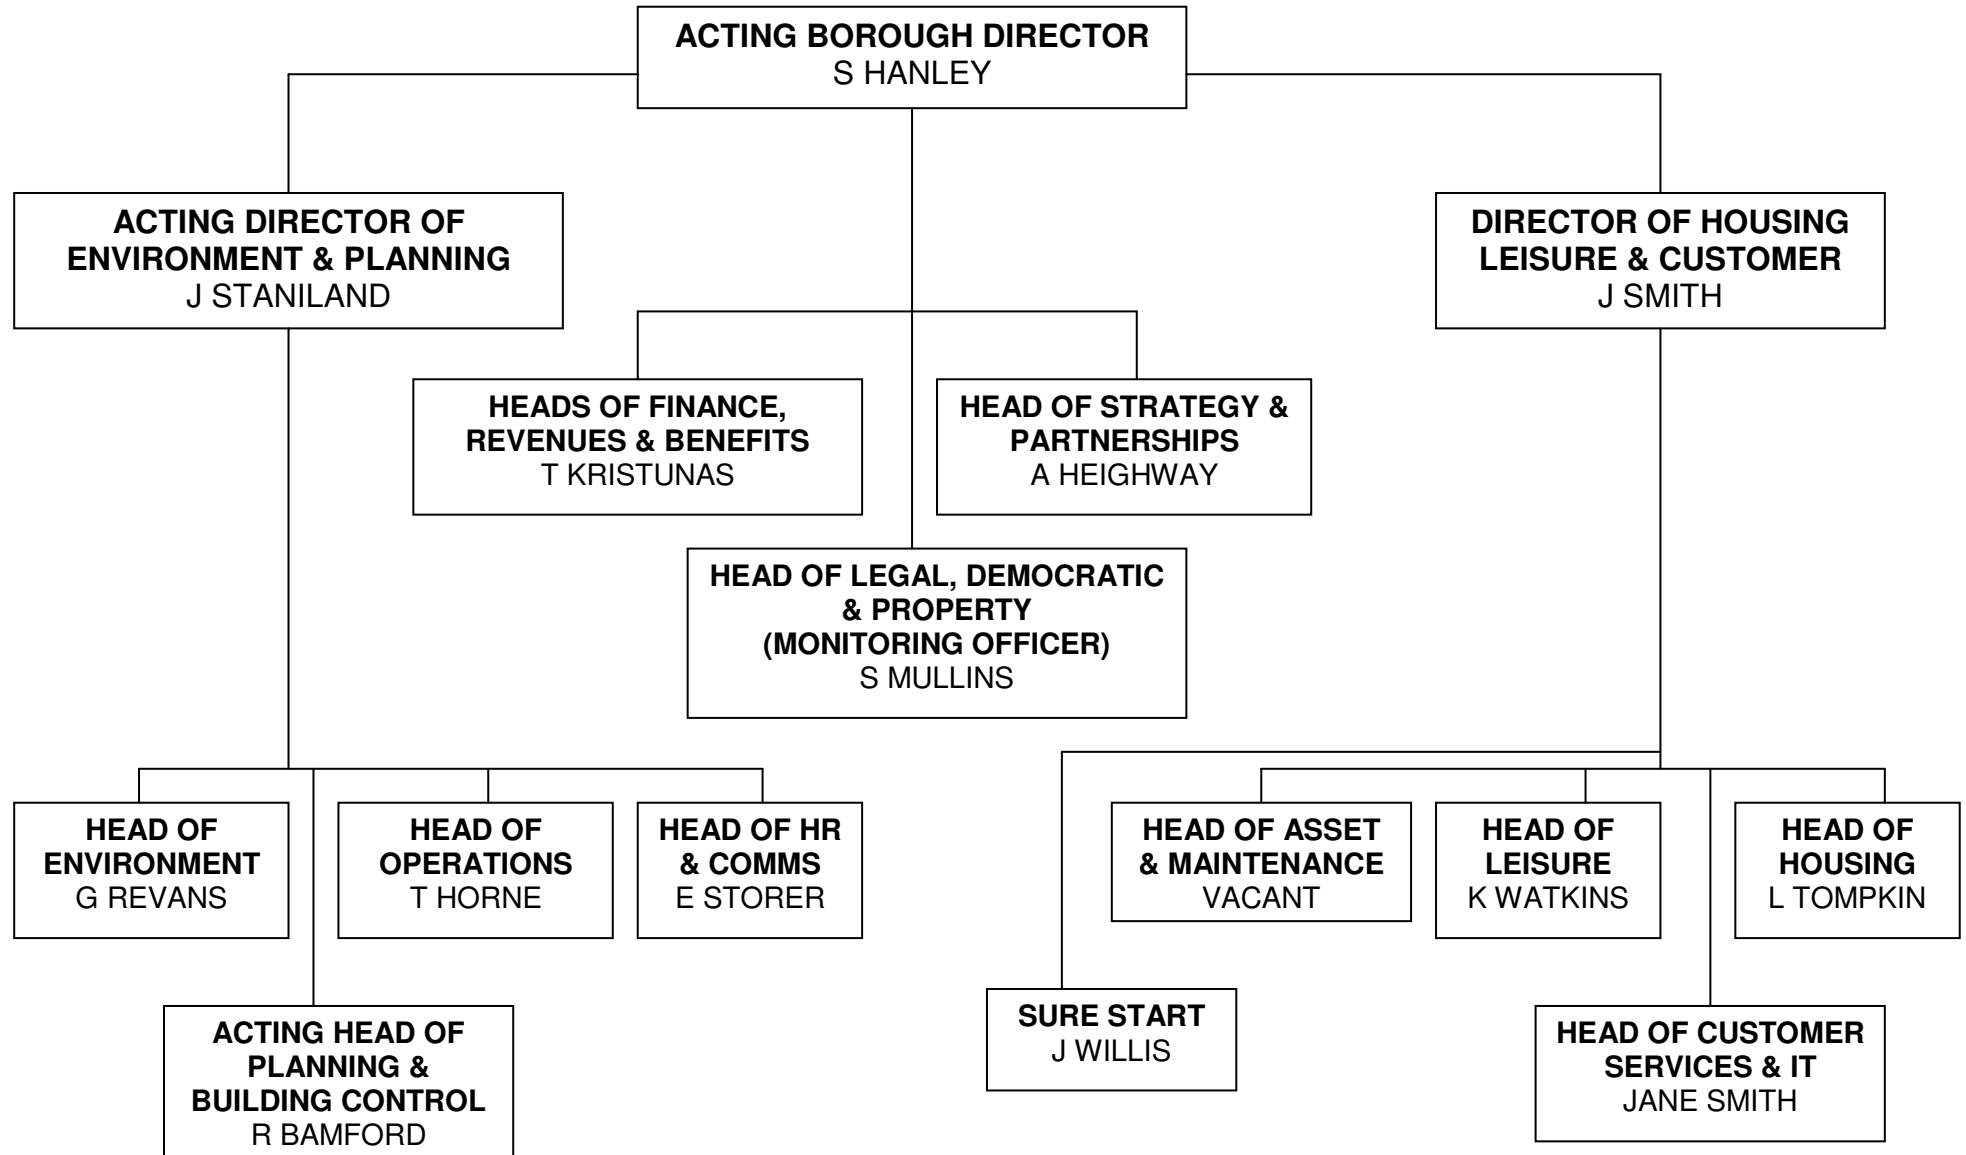 ACTING BOROUGH DIRECTOR
S HANLEY
ACTING DIRECTOR OF
ENVIRONMENT & PLANNING
J STANILAND
DIRECTOR OF HOUSING
LEISURE & CUSTOMER
J SMITH
HEADS OF FINANCE,
REVENUES & BENEFITS
T KRISTUNAS
HEAD OF STRATEGY &
PARTNERSHIPS
A HEIGHWAY
HEAD OF LEGAL, DEMOCRATIC
& PROPERTY
(MONITORING OFFICER)
S MULLINS
HEAD OF
ENVIRONMENT
G REVANS
HEAD OF
OPERATIONS
T HORNE
HEAD OF HR
& COMMS
E STORER
HEAD OF ASSET
& MAINTENANCE
VACANT
HEAD OF
LEISURE
K WATKINS
HEAD OF
HOUSING
L TOMPKIN
ACTING HEAD OF
PLANNING &
BUILDING CONTROL
R BAMFORD
SURE START
J WILLIS
HEAD OF CUSTOMER
SERVICES & IT
JANE SMITH